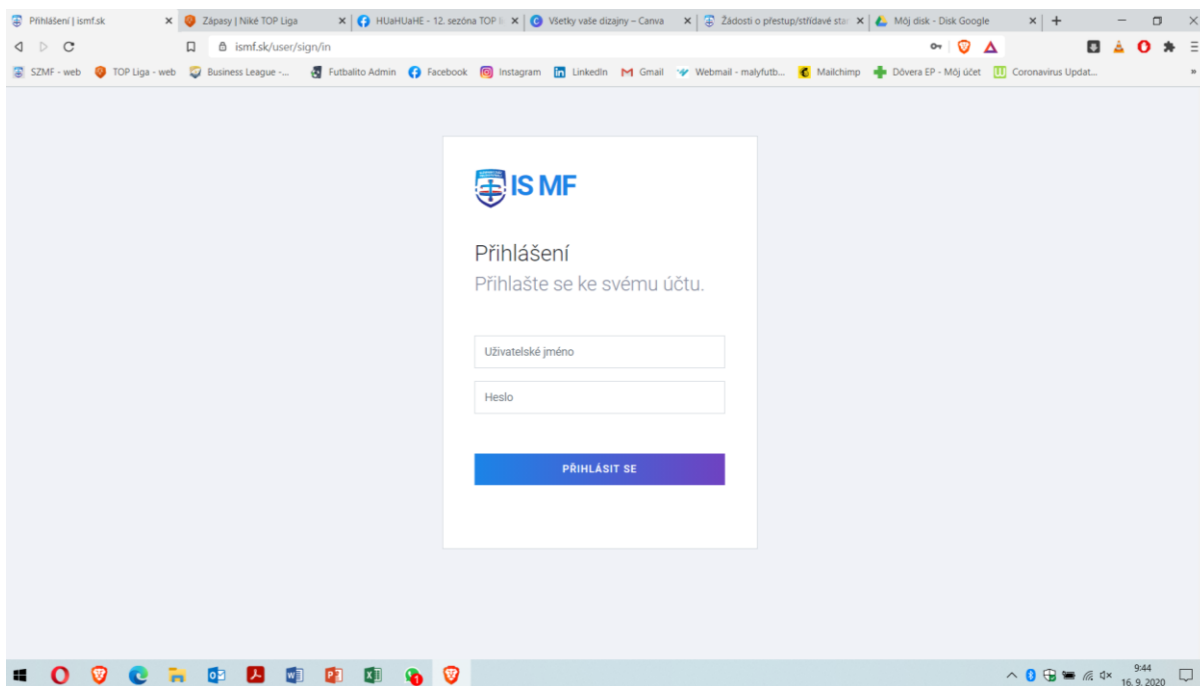 Přihlášení | ismf.sk
Zápasy | Niké TOP Liga
HUaHUaHE - 12. sezóna TOP li
Všetky vaše dizajny – Canva
Žádosti o přestup/střídavé star
Môj disk - Disk Google
ismf.sk/user/sign/in
SZMF - web
TOP Liga - web
Business League -...
Futbalito Admin
Facebook
Instagram
LinkedIn
Gmail
Webmail - malyfutb...
Mailchimp
Dôvera EP - Môj účet
Coronavirus Updat...
IS MF
Přihlášení
Přihlašte se ke svému účtu.
Uživatelské jméno
Heslo
PŘIHLÁSIT SE
9:44
16. 9. 2020